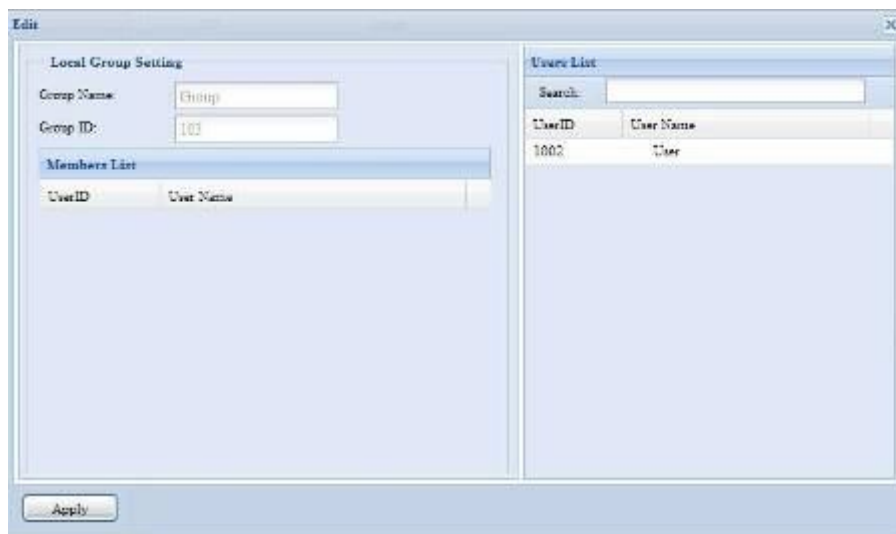 Edit
Local Group Setting
Group Name:
Group
Group ID:
103
Members List
UserID User Name
Users List
Search:
UserID User Name
1002 User
Apply